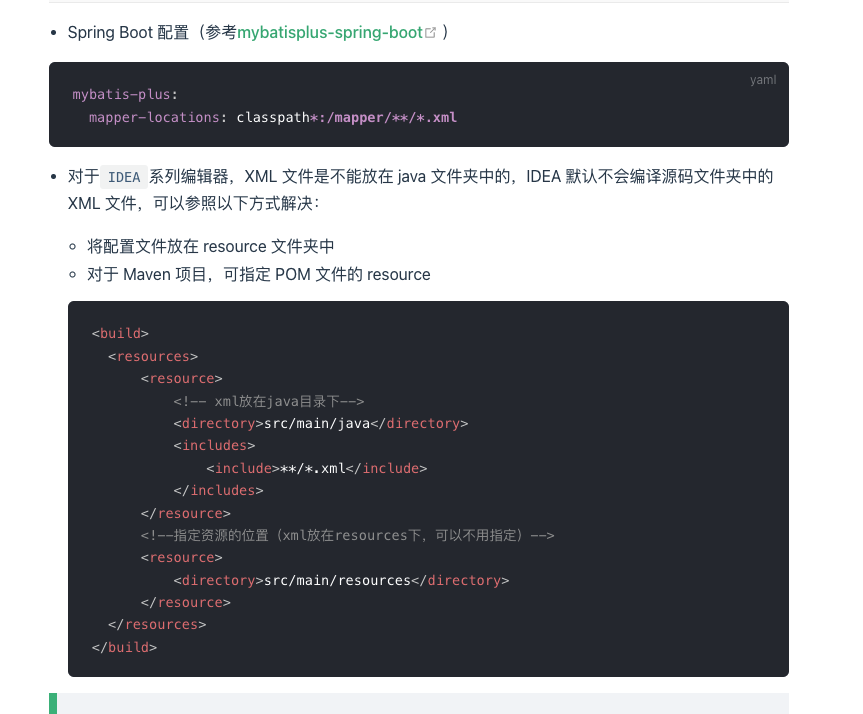 • Spring Boot 配置（参考mybatisplus-spring-boot ）
yaml
mybatis-plus:
  mapper-locations: classpath*:/mapper/**/*.xml
• 对于 IDEA 系列编辑器，XML 文件是不能放在 java 文件夹中的，IDEA 默认不会编译源码文件夹中的
XML 文件，可以参照以下方式解决：
◦ 将配置文件放在 resource 文件夹中
◦ 对于 Maven 项目，可指定 POM 文件的 resource
<build>
  <resources>
      <resource>
          <!-- xml放在java目录下-->
          <directory>src/main/java</directory>
          <includes>
              <include>**/*.xml</include>
          </includes>
      </resource>
      <!--指定资源的位置（xml放在resources下，可以不用指定）-->
      <resource>
          <directory>src/main/resources</directory>
      </resource>
  </resources>
</build>